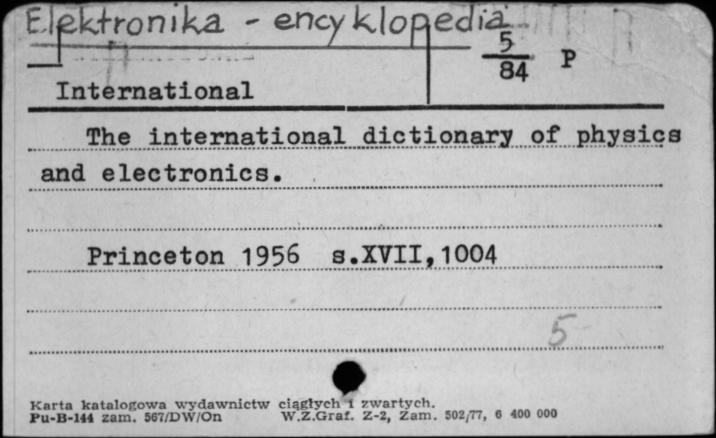 Elektronika - encyklopedia
5
84 P
International
The international dictionary of physics
and electronics.
Princeton 1956 s.XVII,1004
5
Karta katalogowa wydawnictw ciągłych i zwartych.
Pu-B-144 zam. 567/DW/On W.Z.Graf. Z-2, Zam. 502/77, 6 400 000